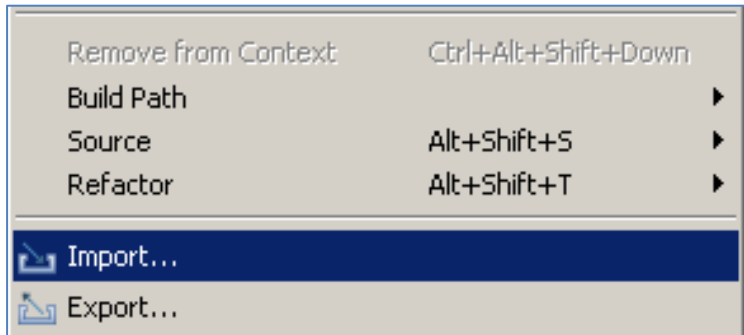 Remove from Context Ctrl+Alt+Shift+Down
Build Path
Source Alt+Shift+S
Refactor Alt+Shift+T
Import...
Export...